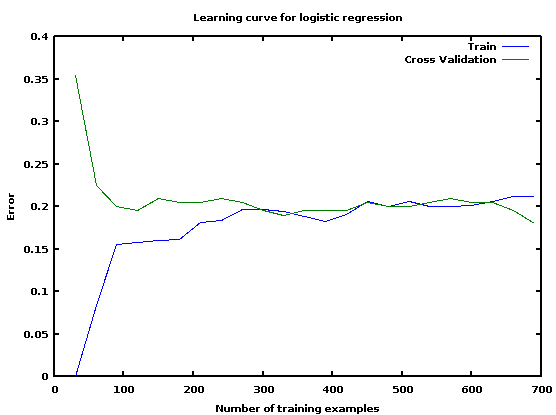 Learning curve for logistic regression
0.4
0.35
0.3
0.25
0.2
0.15
0.1
0.05
0
Error
Train
Cross Validation
0 100 200 300 400 500 600 700
Number of training examples